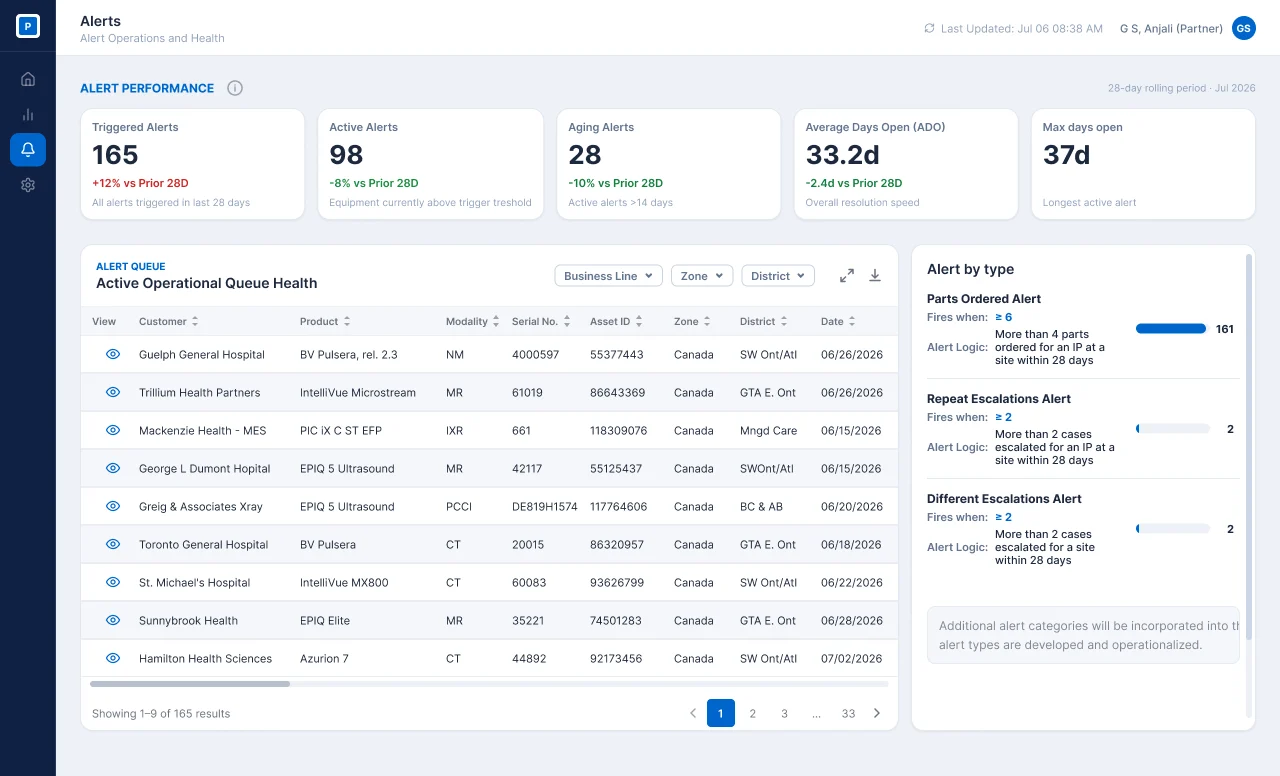 P
Alerts
Alert Operations and Health
Last Updated: Jul 06 08:38 AM
G S, Anjali (Partner)
GS
ALERT PERFORMANCE
28-day rolling period · Jul 2026
Triggered Alerts
165
+12% vs Prior 28D
All alerts triggered in last 28 days
Active Alerts
98
-8% vs Prior 28D
Equipment currently above trigger treshold
Aging Alerts
28
-10% vs Prior 28D
Active alerts >14 days
Average Days Open (ADO)
33.2d
-2.4d vs Prior 28D
Overall resolution speed
Max days open
37d
Longest active alert
ALERT QUEUE
Active Operational Queue Health
Business Line
Zone
District
View Customer Product Modality Serial No. Asset ID Zone District Date
Guelph General Hospital BV Pulsera, rel. 2.3 NM 4000597 55377443 Canada SW Ont/Atl 06/26/2026
Trillium Health Partners IntelliVue Microstream MR 61019 86643369 Canada GTA E. Ont 06/26/2026
Mackenzie Health - MES PIC iX C ST EFP IXR 661 118309076 Canada Mngd Care 06/15/2026
George L Dumont Hopital EPIQ 5 Ultrasound MR 42117 55125437 Canada SWOnt/Atl 06/15/2026
Greig & Associates Xray EPIQ 5 Ultrasound PCCI DE819H1574 117764606 Canada BC & AB 06/20/2026
Toronto General Hospital BV Pulsera CT 20015 86320957 Canada GTA E. Ont 06/18/2026
St. Michael's Hospital IntelliVue MX800 CT 60083 93626799 Canada SW Ont/Atl 06/22/2026
Sunnybrook Health EPIQ Elite MR 35221 74501283 Canada GTA E. Ont 06/28/2026
Hamilton Health Sciences Azurion 7 CT 44892 92173456 Canada SW Ont/Atl 07/02/2026
Showing 1–9 of 165 results
1 2 3 ... 33
Alert by type
Parts Ordered Alert
Fires when: ≥ 6
Alert Logic: More than 4 parts
ordered for an IP at a
site within 28 days
161
Repeat Escalations Alert
Fires when: ≥ 2
Alert Logic: More than 2 cases
escalated for an IP at a
site within 28 days
2
Different Escalations Alert
Fires when: ≥ 2
Alert Logic: More than 2 cases
escalated for a site
within 28 days
2
Additional alert categories will be incorporated into
alert types are developed and operationalized.